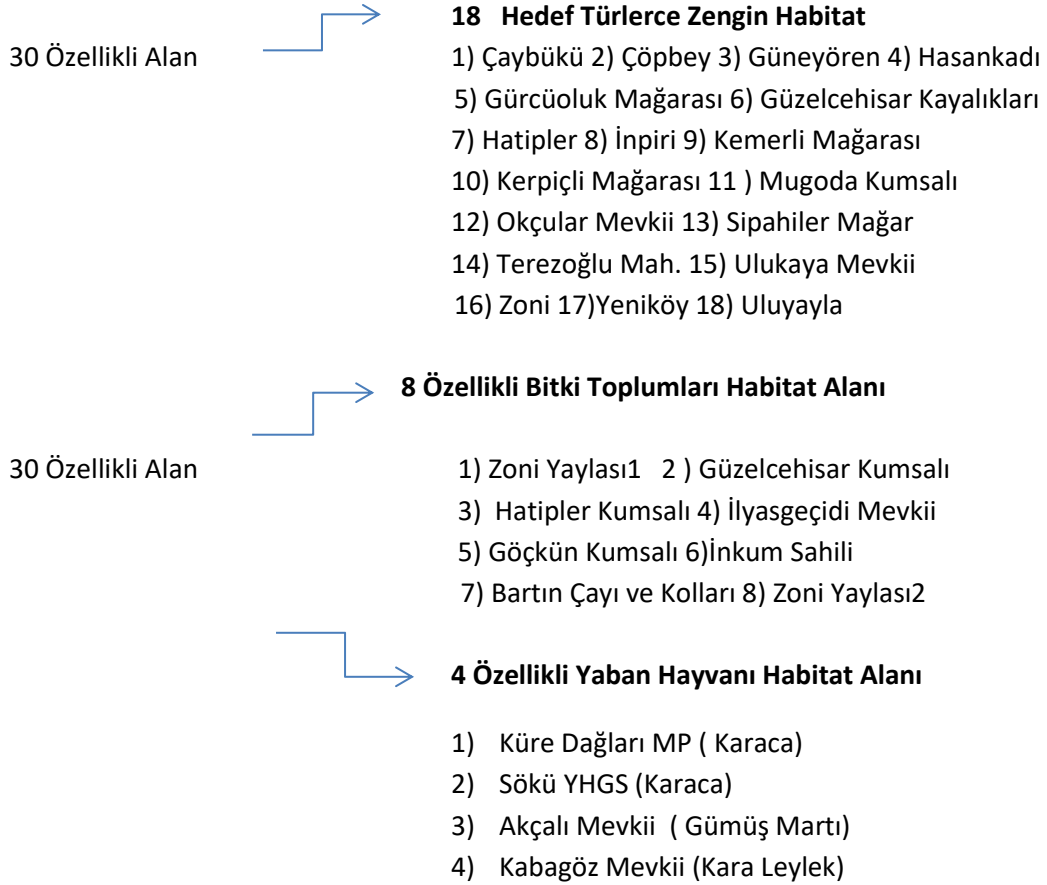 18 Hedef Türlerce Zengin Habitat
30 Özellikli Alan 1) Çaybükü 2) Çöpbey 3) Güneyören 4) Hasankadı
5) Gürcüoluk Mağarası 6) Güzelcehisar Kayalıkları
7) Hatipler 8) İnpiri 9) Kemerli Mağarası
10) Kerpiçli Mağarası 11 ) Mugoda Kumsalı
12) Okçular Mevkii 13) Sipahiler Mağar
14) Terezoğlu Mah. 15) Ulukaya Mevkii
16) Zoni 17)Yeniköy 18) Uluyayla
8 Özellikli Bitki Toplumları Habitat Alanı
30 Özellikli Alan 1) Zoni Yaylası1 2 ) Güzelcehisar Kumsalı
3) Hatipler Kumsalı 4) İlyasgeçidi Mevkii
5) Göçkün Kumsalı 6)İnkum Sahili
7) Bartın Çayı ve Kolları 8) Zoni Yaylası2
4 Özellikli Yaban Hayvanı Habitat Alanı
1) Küre Dağları MP ( Karaca)
2) Sökü YHGS (Karaca)
3) Akçalı Mevkii ( Gümüş Martı)
4) Kabagöz Mevkii (Kara Leylek)